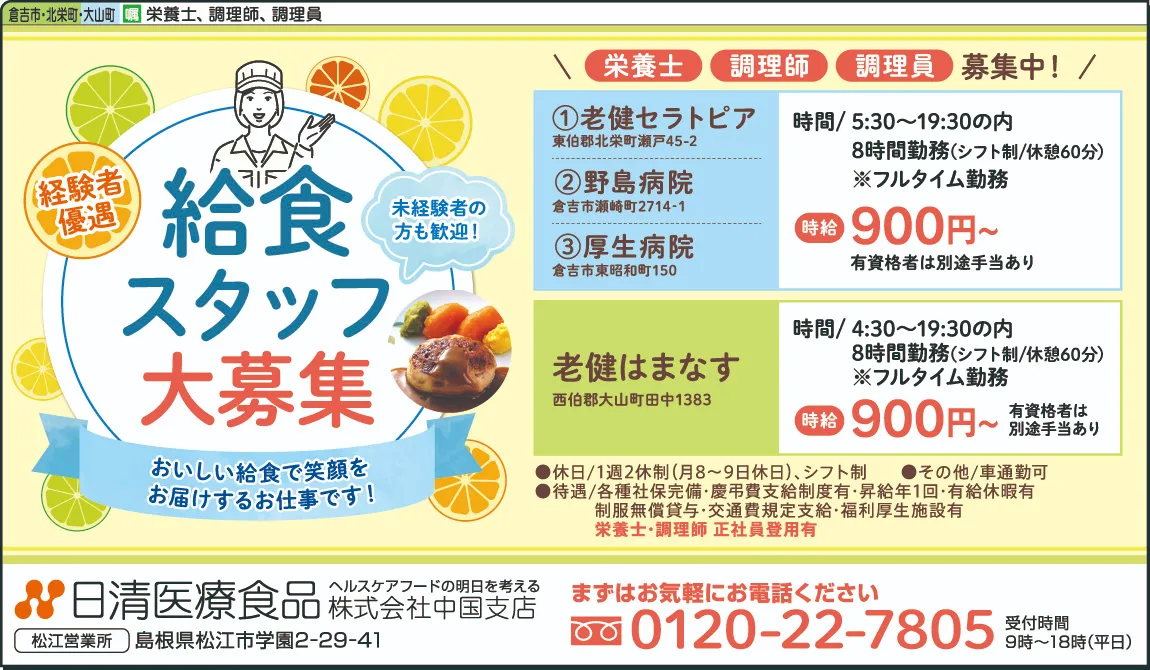 倉吉市・北栄町・大山町 嘱 栄養士、調理師、調理員
経験者
優遇
給食
スタッフ
大募集
未経験者の
方も歓迎!
おいしい給食で笑顔を
お届けするお仕事です!
\ 栄養士 調理師 調理員 募集中! /
①老健セラトピア
東伯郡北栄町瀬戸45-2
②野島病院
倉吉市瀬崎町2714-1
③厚生病院
倉吉市東昭和町150
時間/ 5:30〜19:30の内
8時間勤務(シフト制/休憩60分)
※フルタイム勤務
時給 900円〜
有資格者は別途手当あり
老健はまなす
西伯郡大山町田中1383
時間/ 4:30〜19:30の内
8時間勤務(シフト制/休憩60分)
※フルタイム勤務
時給 900円〜
有資格者は
別途手当あり
●休日/1週2休制(月8〜9日休日)、シフト制 ●その他/車通勤可
●待遇/各種社保完備・慶弔費支給制度有・昇給年1回・有給休暇有
制服無償貸与・交通費規定支給・福利厚生施設有
栄養士・調理師 正社員登用有
日清医療食品
ヘルスケアフードの明日を考える
株式会社中国支店
松江営業所 島根県松江市学園2-29-41
まずはお気軽にお電話ください
0120-22-7805
受付時間
9時〜18時(平日)